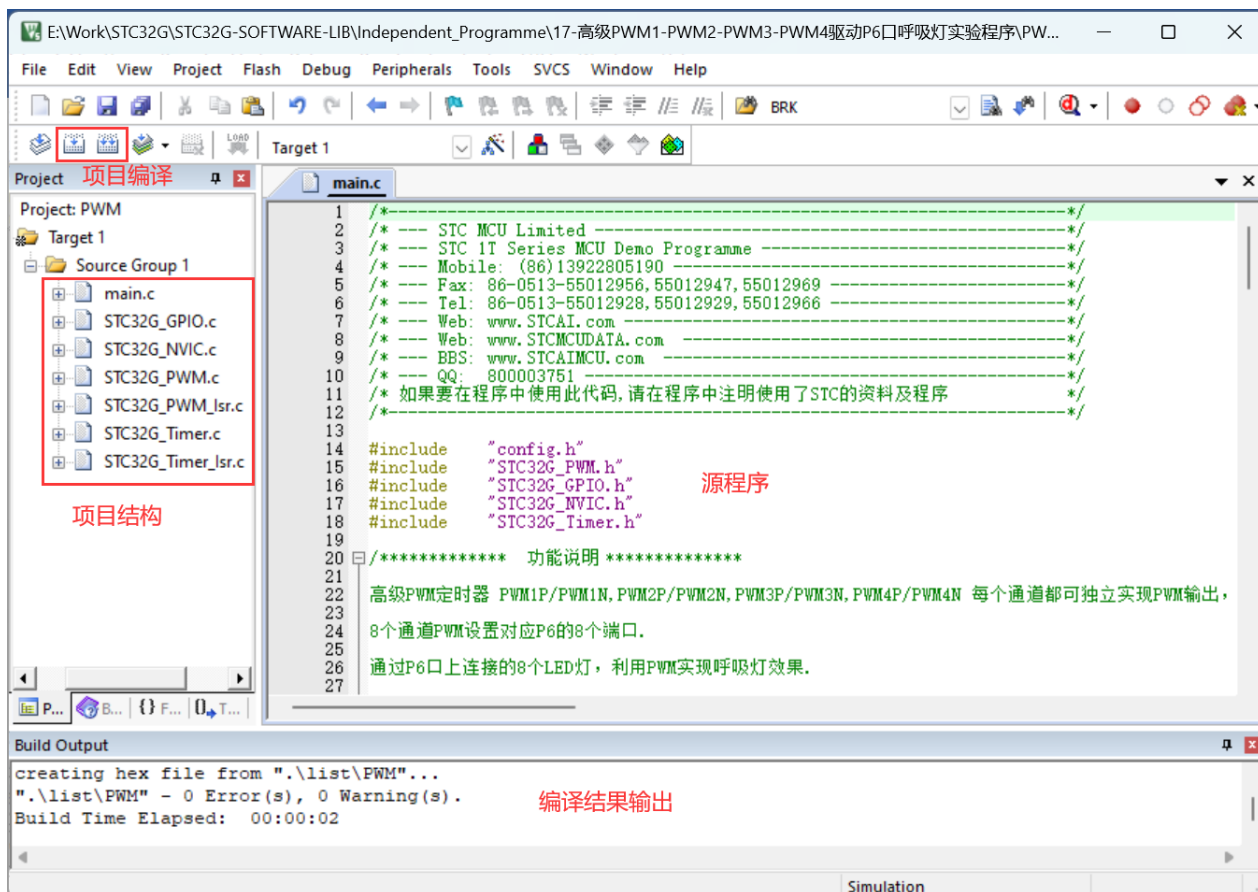 E:\Work\STC32G\STC32G-SOFTWARE-LIB\Independent_Programme\17-高级PWM1-PWM2-PWM3-PWM4驱动P6口呼吸灯实验程序\PW...
File Edit View Project Flash Debug Peripherals Tools SVCS Window Help
BRK
LOAD
Target 1
Project 项目编译
main.c
Project: PWM
Target 1
Source Group 1
main.c
STC32G_GPIO.c
STC32G_NVIC.c
STC32G_PWM.c
STC32G_PWM_Isr.c
STC32G_Timer.c
STC32G_Timer_Isr.c
项目结构
P... B... {} F... T...
1 /*---------------------------------------------------------------------*/
2 /* --- STC MCU Limited ------------------------------------------------*/
3 /* --- STC 1T Series MCU Demo Programme -------------------------------*/
4 /* --- Mobile: (86)13922805190 ----------------------------------------*/
5 /* --- Fax: 86-0513-55012956,55012947,55012969 ------------------------*/
6 /* --- Tel: 86-0513-55012928,55012929,55012966 ------------------------*/
7 /* --- Web: www.STCAI.com ---------------------------------------------*/
8 /* --- Web: www.STCMCUDATA.com ---------------------------------------*/
9 /* --- BBS: www.STCAIMCU.com -----------------------------------------*/
10 /* --- QQ: 800003751 -------------------------------------------------*/
11 /* 如果要在程序中使用此代码,请在程序中注明使用了STC的资料及程序 */
12 /*---------------------------------------------------------------------*/
13
14 #include "config.h"
15 #include "STC32G_PWM.h"
16 #include "STC32G_GPIO.h"
17 #include "STC32G_NVIC.h"
18 #include "STC32G_Timer.h"
源程序
19
20 /************* 功能说明 **************
21
22 高级PWM定时器 PWM1P/PWM1N,PWM2P/PWM2N,PWM3P/PWM3N,PWM4P/PWM4N 每个通道都可独立实现PWM输出,
23
24 8个通道PWM设置对应P6的8个端口.
25
26 通过P6口上连接的8个LED灯，利用PWM实现呼吸灯效果.
27
Build Output
creating hex file from ".\list\PWM"...
".\list\PWM" - 0 Error(s), 0 Warning(s).
Build Time Elapsed: 00:00:02
编译结果输出
Simulation